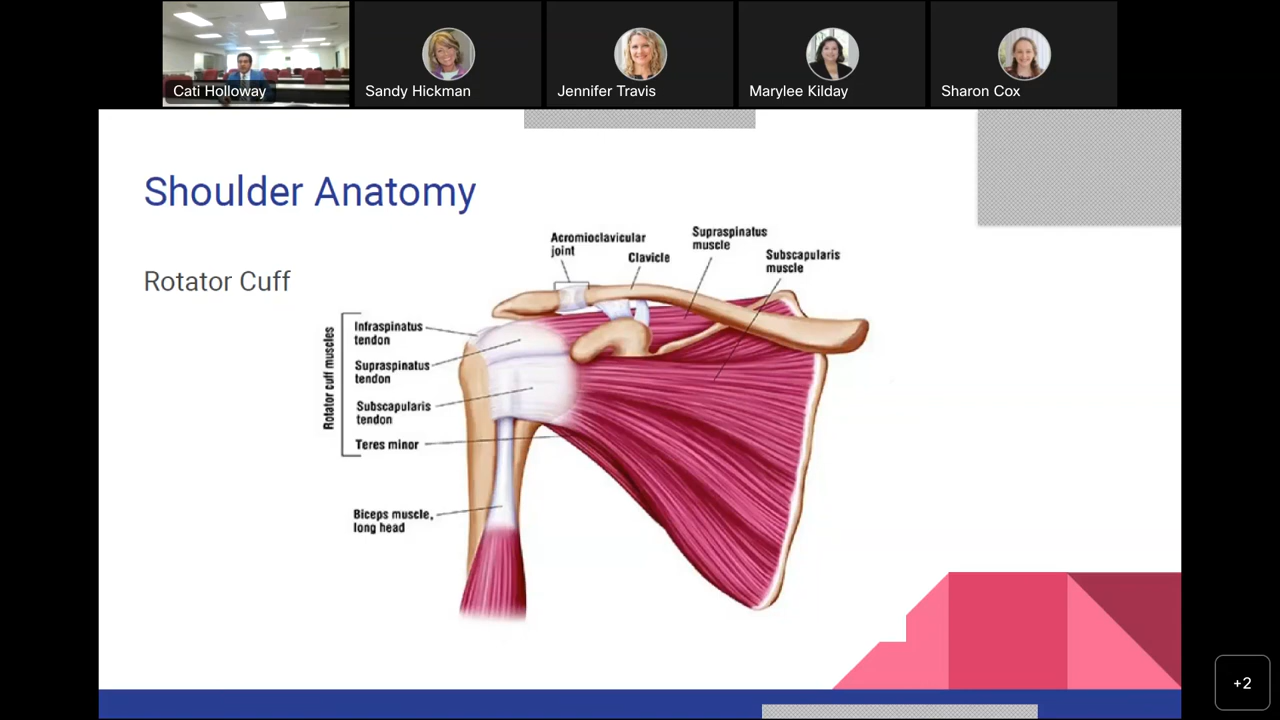 Cati Holloway
Sandy Hickman
Jennifer Travis
Marylee Kilday
Sharon Cox
Shoulder Anatomy
Rotator Cuff
Acromioclavicular
joint
Clavicle
Supraspinatus
muscle
Subscapularis
muscle
Rotator cuff muscles
Infraspinatus
tendon
Supraspinatus
tendon
Subscapularis
tendon
Teres minor
Biceps muscle,
long head
+2